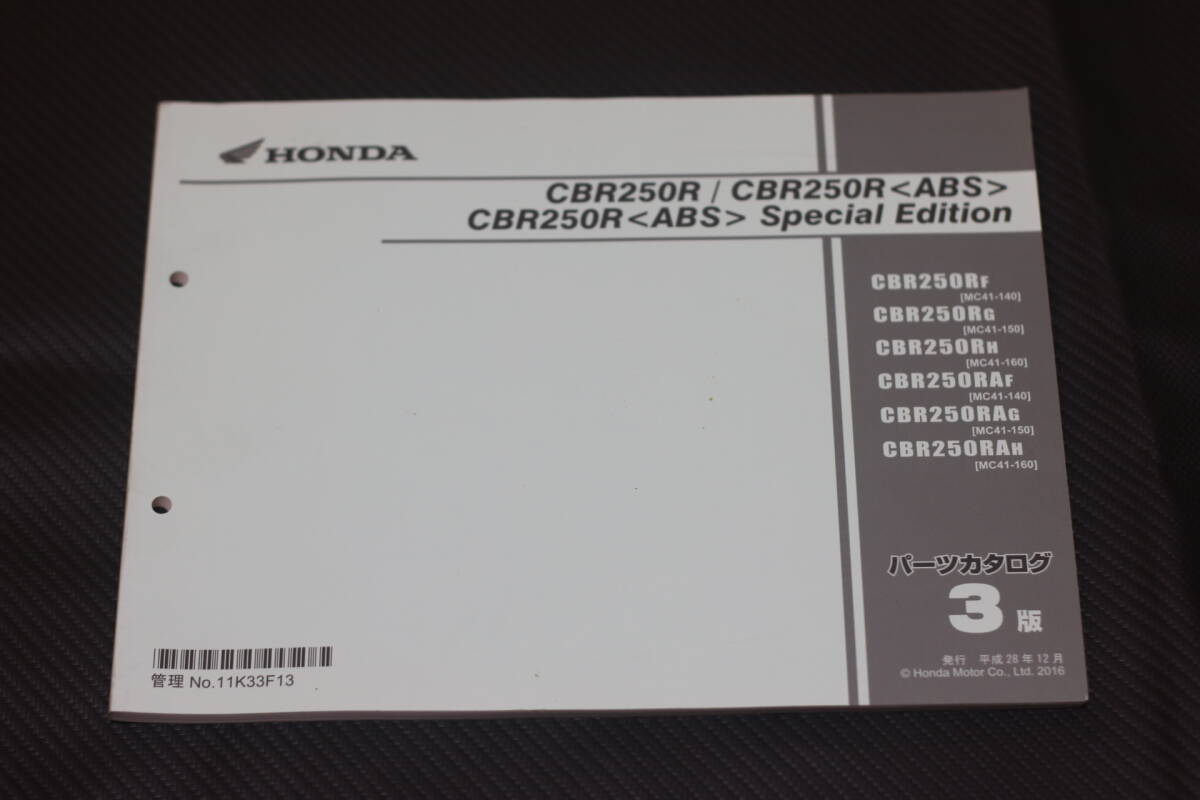 HONDA
CBR250R / CBR250R<ABS>
CBR250R<ABS> Special Edition
CBR250RF
[MC41-140]
CBR250RG
[MC41-150]
CBR250RH
[MC41-160]
CBR250RAF
[MC41-140]
CBR250RAG
[MC41-150]
CBR250RAH
[MC41-160]
パーツカタログ
3版
発行 平成28年12月
© Honda Motor Co., Ltd. 2016
管理 No.11K33F13